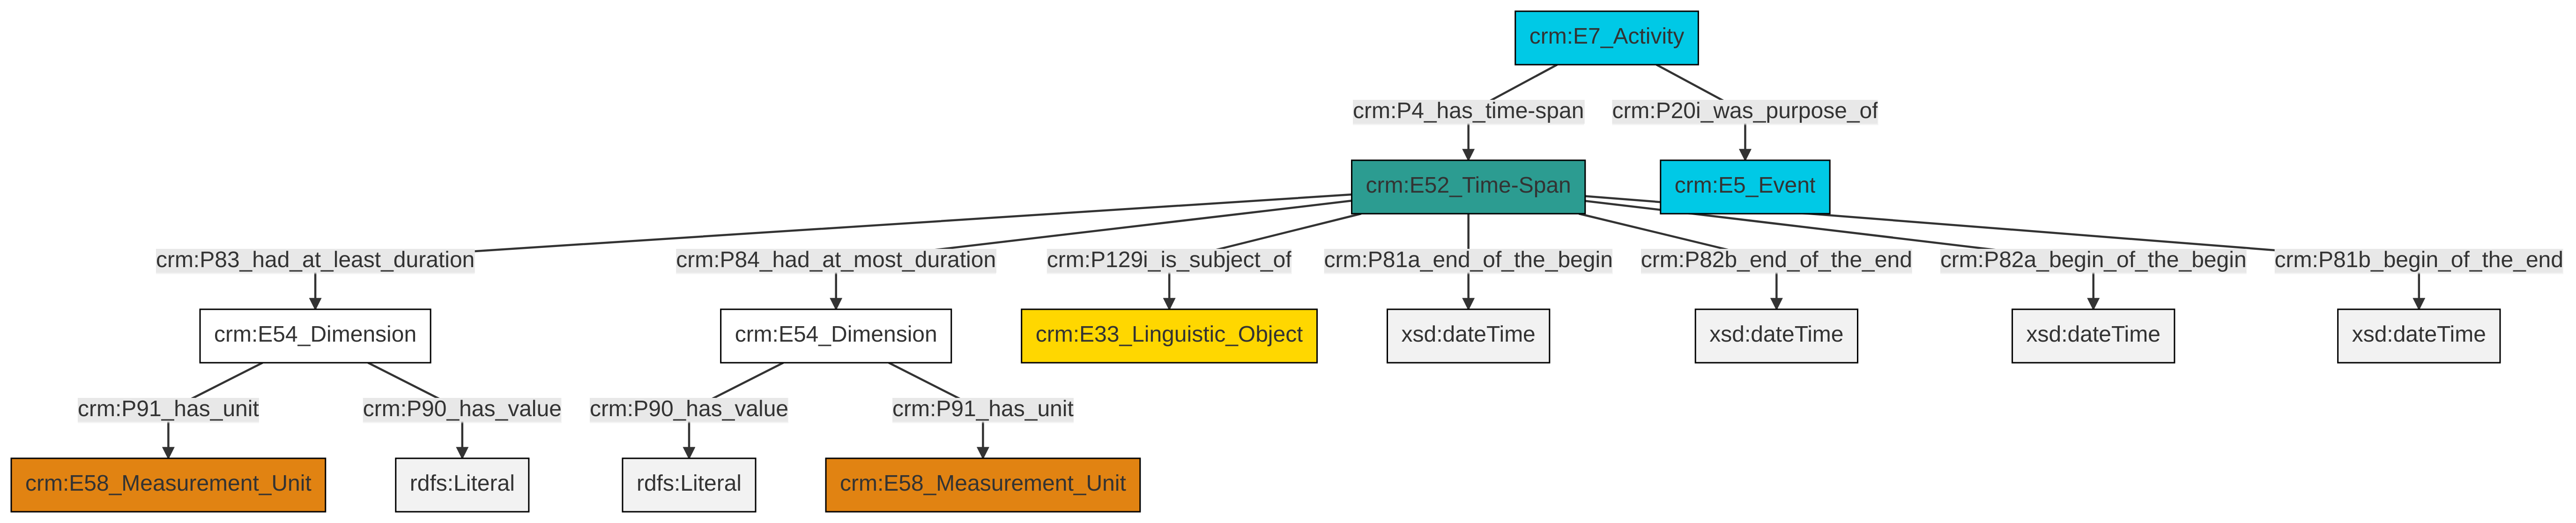 crm:E7_Activity
crm:P4_has_time-span
crm:P20i_was_purpose_of
crm:E52_Time-Span
crm:E5_Event
crm:P83_had_at_least_duration
crm:P84_had_at_most_duration
crm:P129i_is_subject_of
crm:P81a_end_of_the_begin
crm:P82b_end_of_the_end
crm:P82a_begin_of_the_begin
crm:P81b_begin_of_the_end
crm:E54_Dimension
crm:E54_Dimension
crm:E33_Linguistic_Object
xsd:dateTime
xsd:dateTime
xsd:dateTime
xsd:dateTime
crm:P91_has_unit
crm:P90_has_value
crm:P90_has_value
crm:P91_has_unit
crm:E58_Measurement_Unit
rdfs:Literal
rdfs:Literal
crm:E58_Measurement_Unit